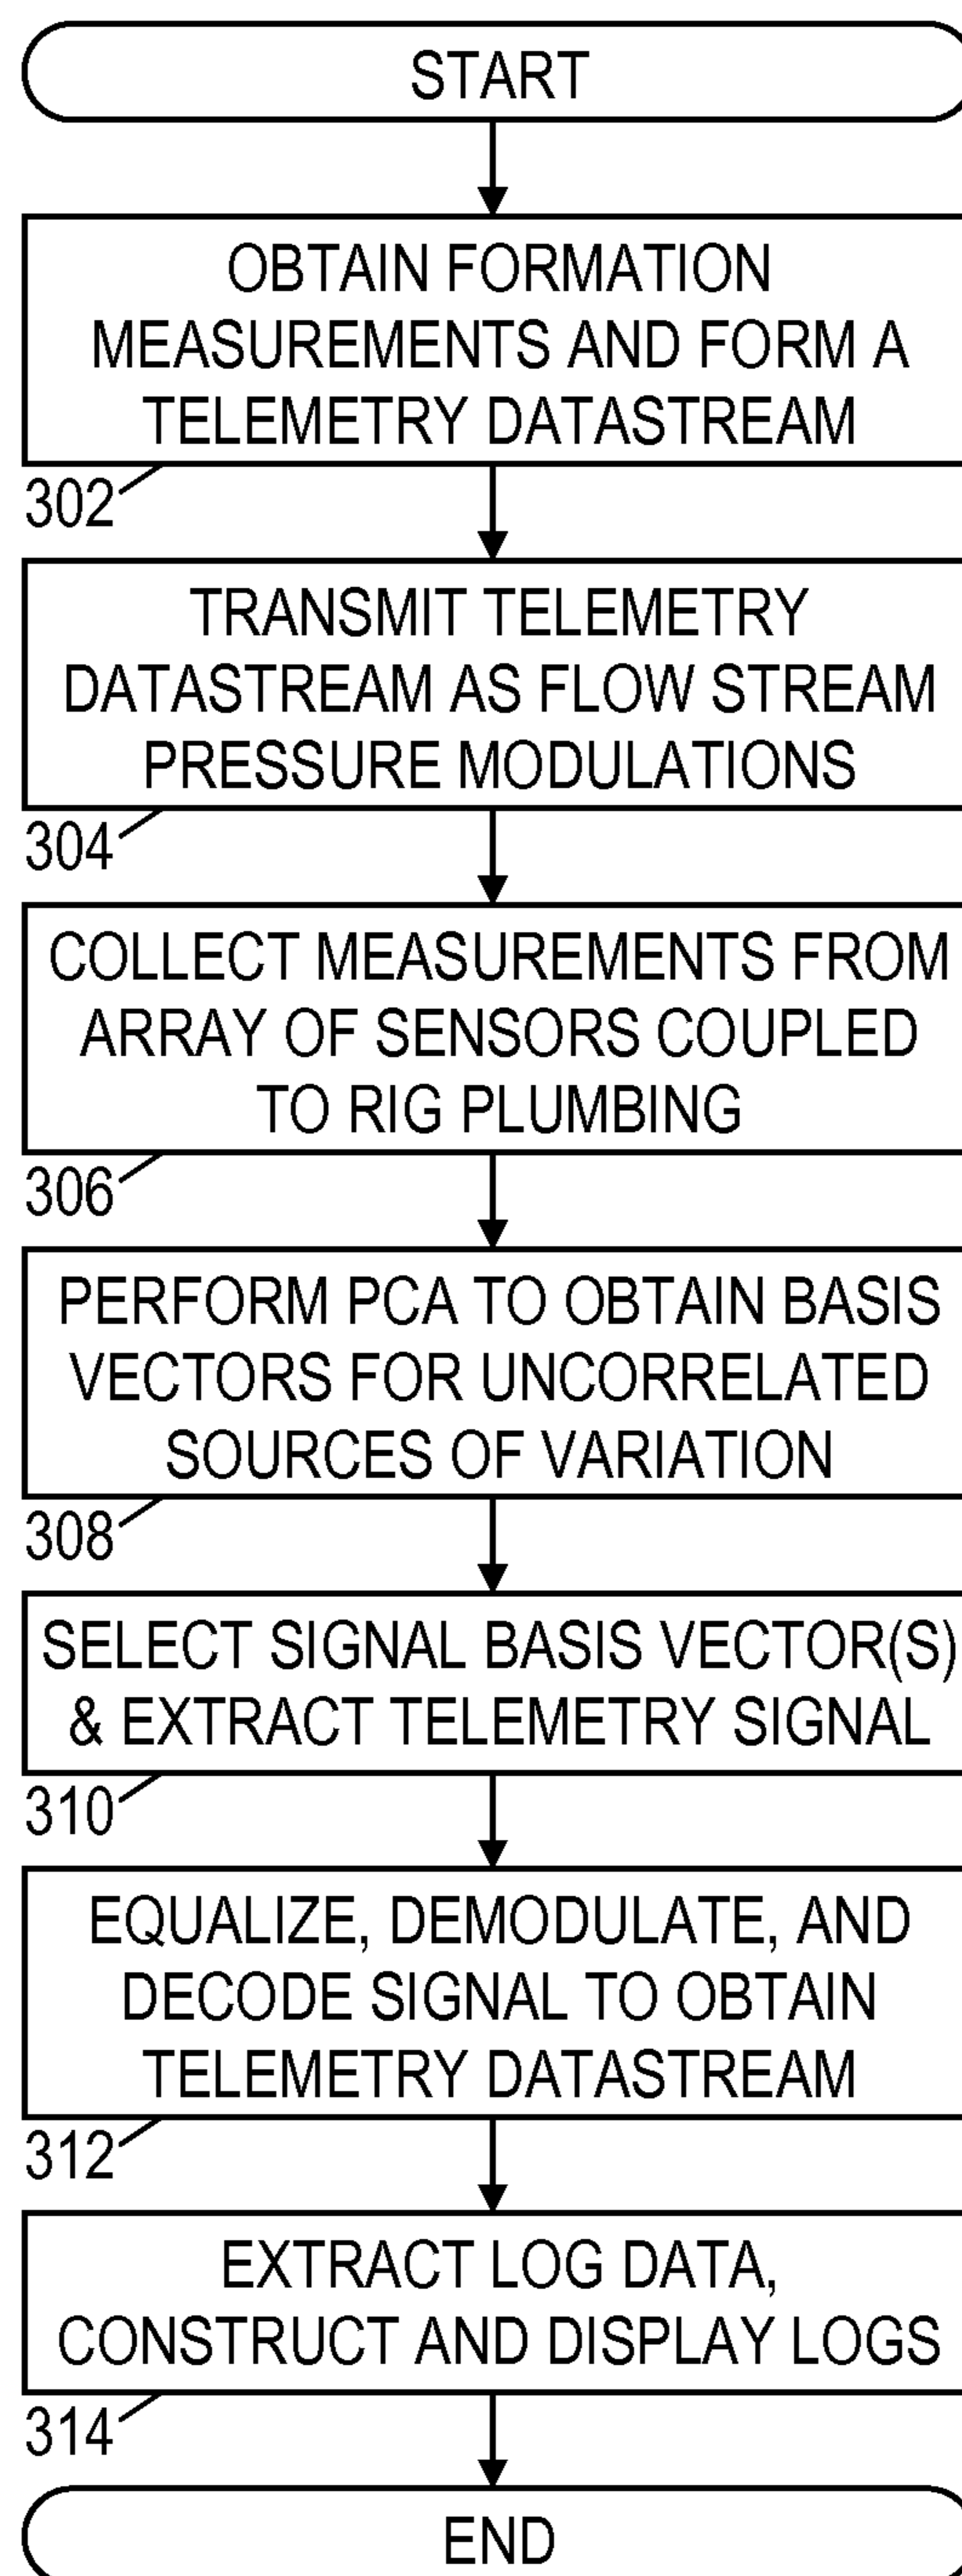 START
OBTAIN FORMATION
MEASUREMENTS AND FORM A
TELEMETRY DATASTREAM
302
TRANSMIT TELEMETRY
DATASTREAM AS FLOW STREAM
PRESSURE MODULATIONS
304
COLLECT MEASUREMENTS FROM
ARRAY OF SENSORS COUPLED
TO RIG PLUMBING
306
PERFORM PCA TO OBTAIN BASIS
VECTORS FOR UNCORRELATED
SOURCES OF VARIATION
308
SELECT SIGNAL BASIS VECTOR(S)
& EXTRACT TELEMETRY SIGNAL
310
EQUALIZE, DEMODULATE, AND
DECODE SIGNAL TO OBTAIN
TELEMETRY DATASTREAM
312
EXTRACT LOG DATA,
CONSTRUCT AND DISPLAY LOGS
314
END